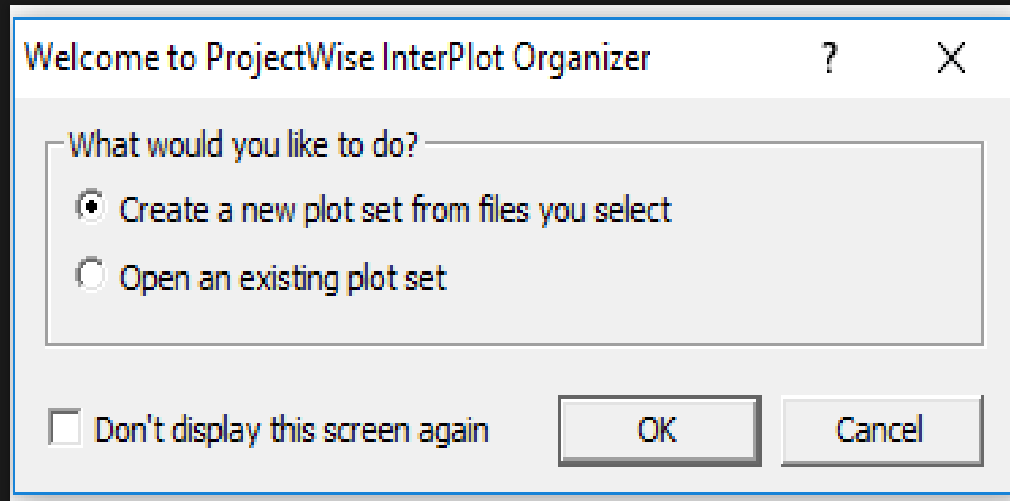 Welcome to ProjectWise InterPlot Organizer ?
What would you like to do?
Create a new plot set from files you select
Open an existing plot set
Don't display this screen again
OK
Cancel